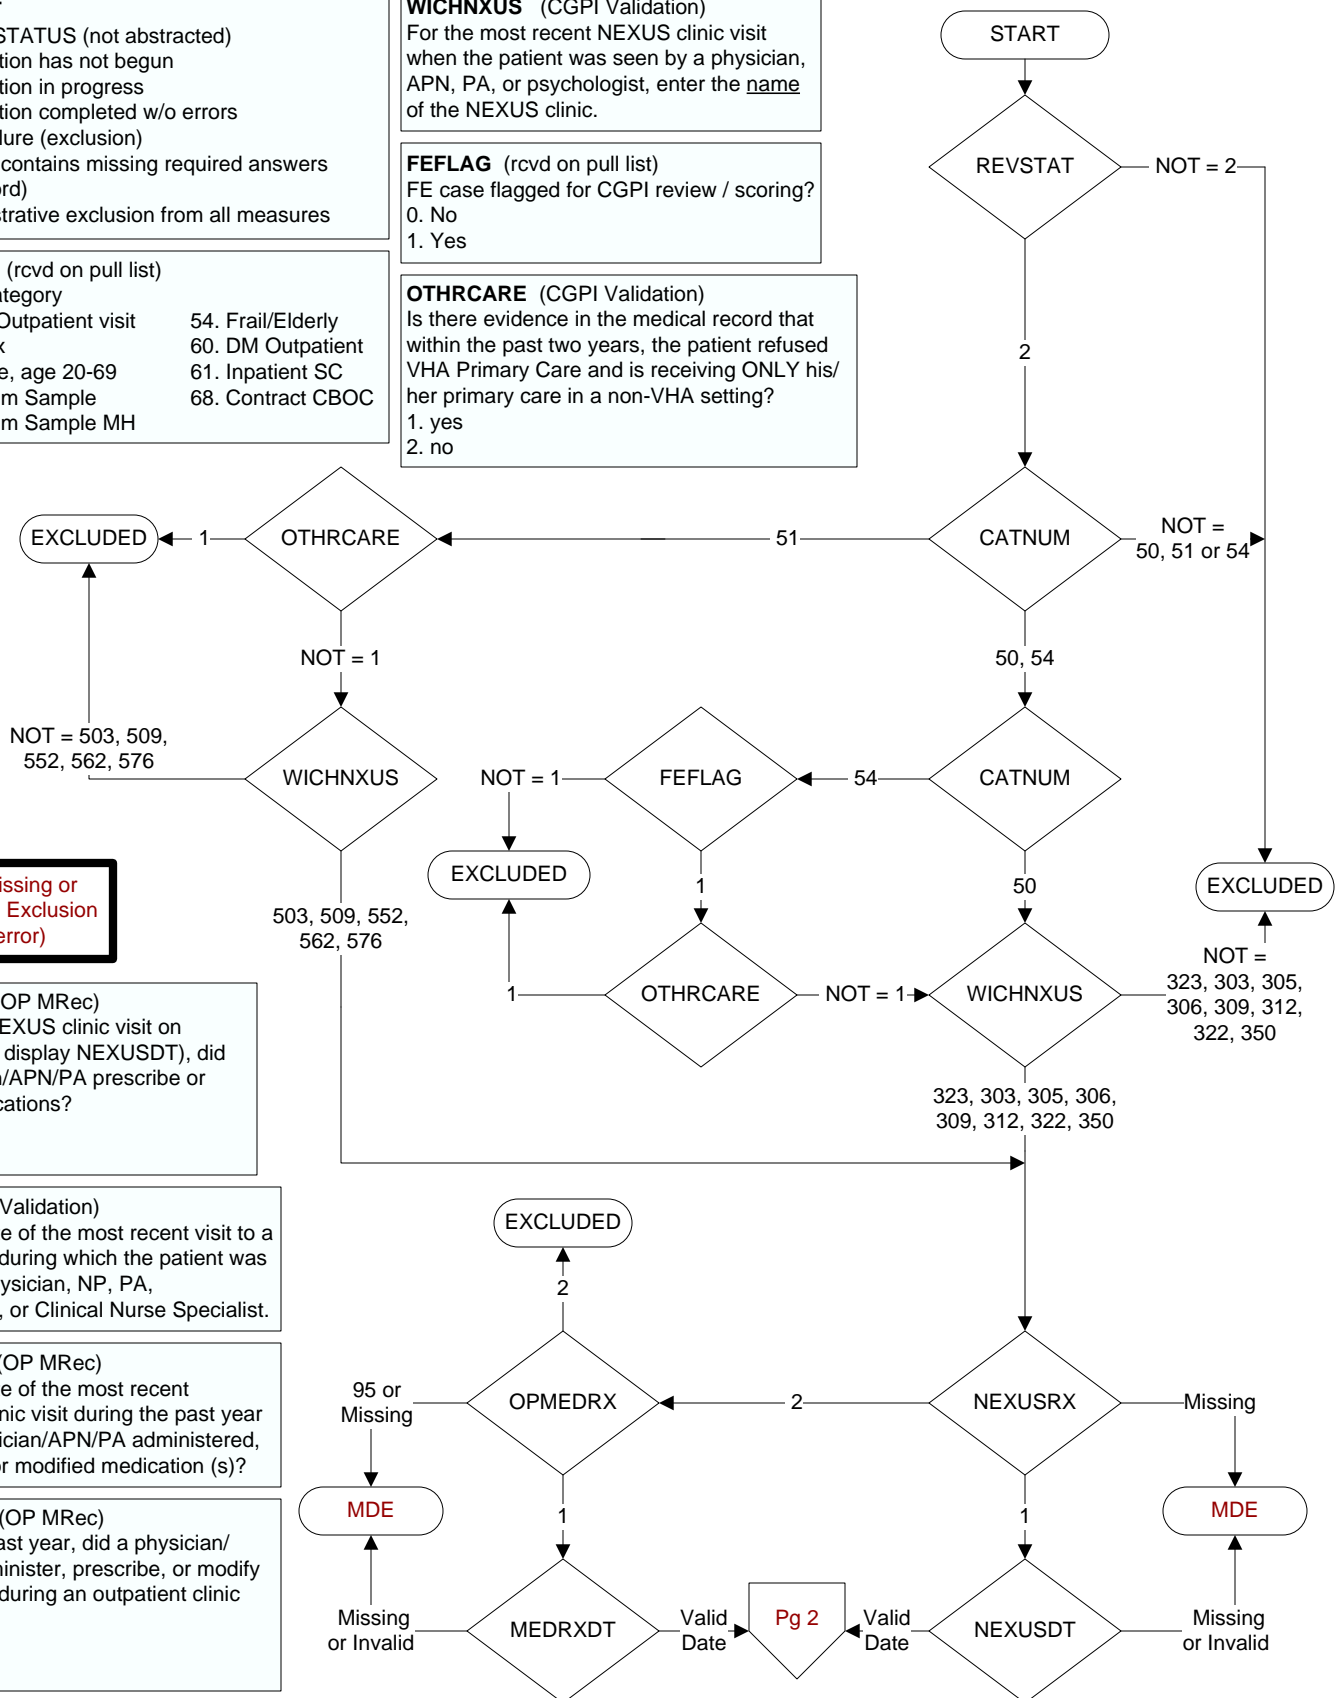 STATUS (not abstracted)
tion has not begun
tion in progress
tion completed w/o errors
lure (exclusion)
contains missing required answers
ord)
strative exclusion from all measures
(rcvd on pull list)
ategory
Outpatient visit 54. Frail/Elderly
x 60. DM Outpatient
e, age 20-69 61. Inpatient SC
m Sample 68. Contract CBOC
m Sample MH
WICHNXUS (CGPI Validation)
For the most recent NEXUS clinic visit
when the patient was seen by a physician,
APN, PA, or psychologist, enter the name
of the NEXUS clinic.
FEFLAG (rcvd on pull list)
FE case flagged for CGPI review / scoring?
0. No
1. Yes
OTHRCARE (CGPI Validation)
Is there evidence in the medical record that
within the past two years, the patient refused
VHA Primary Care and is receiving ONLY his/
her primary care in a non-VHA setting?
1. yes
2. no
START
REVSTAT
NOT = 2
2
EXCLUDED
1
OTHRCARE
51
CATNUM
NOT =
50, 51 or 54
NOT = 1
50, 54
NOT = 503, 509,
552, 562, 576
WICHNXUS
NOT = 1
FEFLAG
54
CATNUM
EXCLUDED
1
50
EXCLUDED
issing or
Exclusion
error)
503, 509, 552,
562, 576
1
OTHRCARE
NOT = 1
WICHNXUS
NOT =
323, 303, 305,
306, 309, 312,
322, 350
OP MRec)
EXUS clinic visit on
display NEXUSDT), did
n/APN/PA prescribe or
cations?
323, 303, 305, 306,
309, 312, 322, 350
Validation)
e of the most recent visit to a
during which the patient was
ysician, NP, PA,
, or Clinical Nurse Specialist.
EXCLUDED
2
(OP MRec)
e of the most recent
nic visit during the past year
ician/APN/PA administered,
or modified medication (s)?
95 or
Missing
OPMEDRX
2
NEXUSRX
Missing
MDE
1
1
MDE
(OP MRec)
ast year, did a physician/
minister, prescribe, or modify
during an outpatient clinic
Missing
or Invalid
MEDRXDT
Valid
Date
Pg 2
Valid
Date
NEXUSDT
Missing
or Invalid